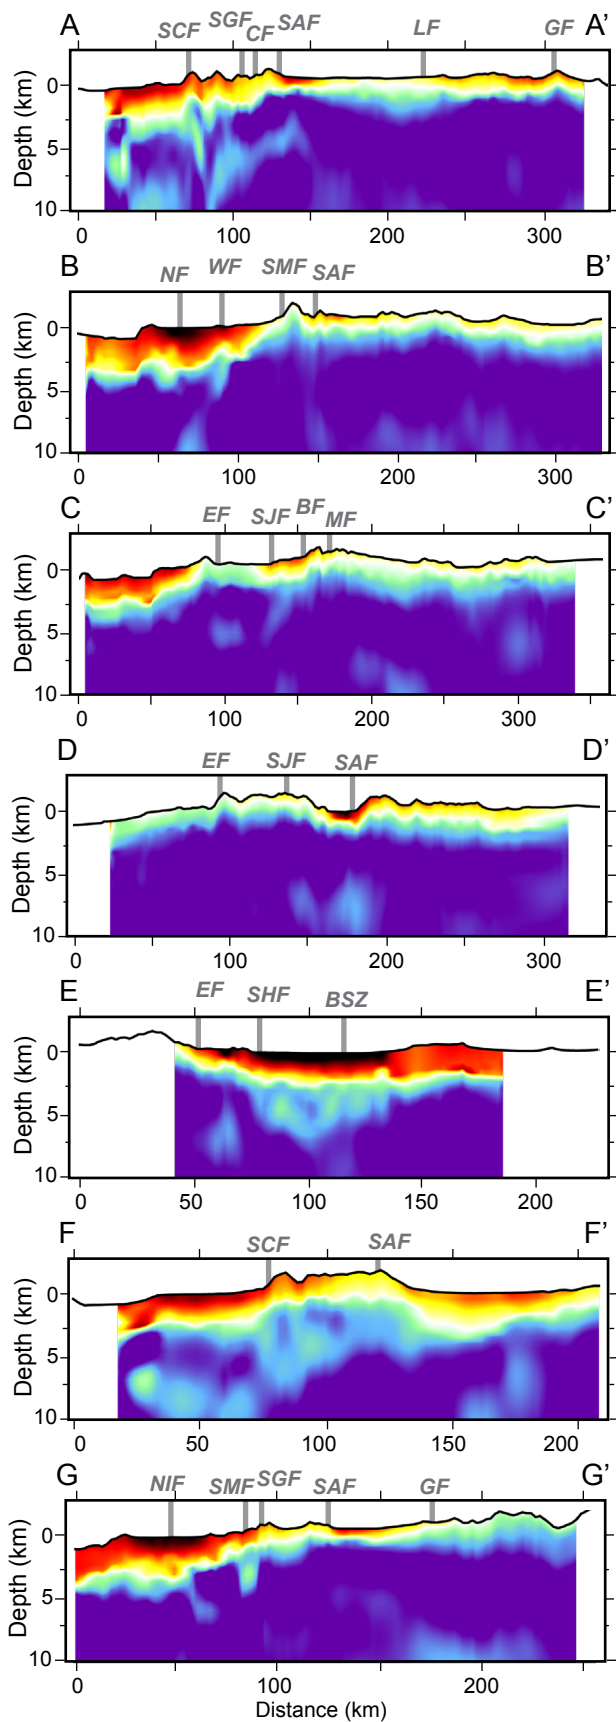 A A'
SCF SGF CF SAF LF GF
Depth (km)
0
5
10
0 100 200 300
B B'
NF WF SMF SAF
Depth (km)
0
5
10
0 100 200 300
C C'
EF SJF BF MF
Depth (km)
0
5
10
0 100 200 300
D D'
EF SJF SAF
Depth (km)
0
5
10
0 100 200 300
E E'
EF SHF BSZ
Depth (km)
0
5
10
0 50 100 150 200
F F'
SCF SAF
Depth (km)
0
5
10
0 50 100 150 200
G G'
NIF SMF SGF SAF GF
Depth (km)
0
5
10
0 100 200
Distance (km)